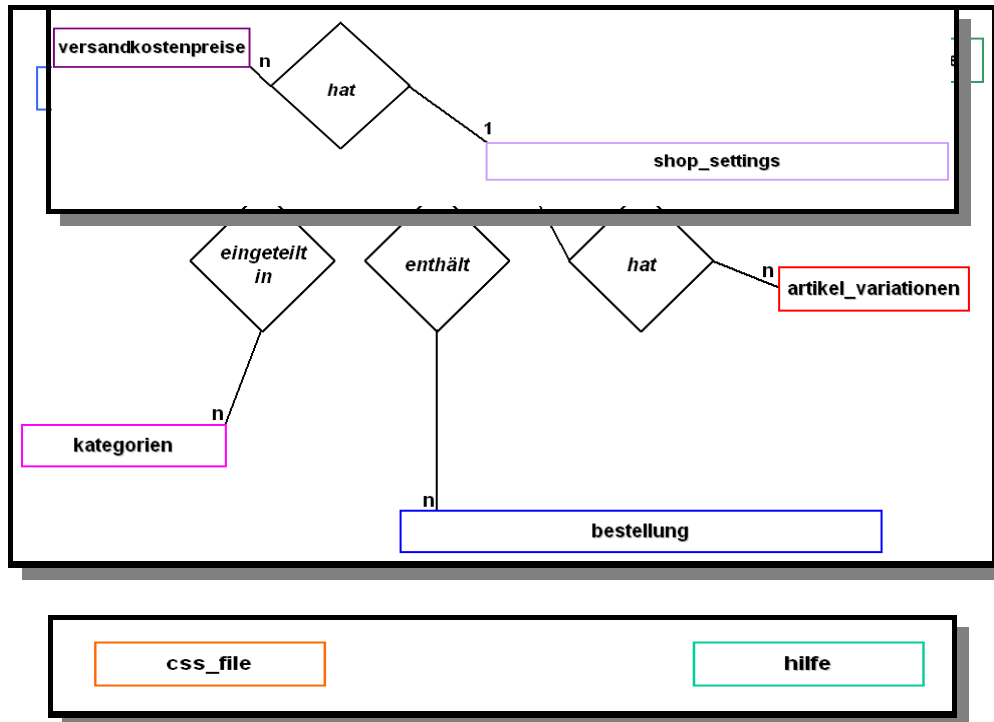 versandkostenpreise
n
hat
1
shop_settings
eingeteilt
in
enthält
hat
n
artikel_variationen
n
kategorien
n
bestellung
css_file
hilfe